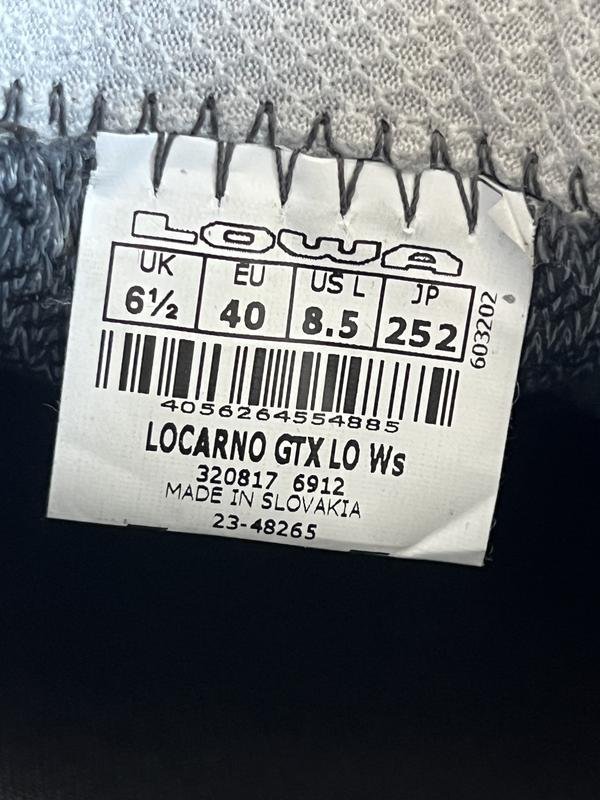 LOWA
UK EU US L JP
6½ 40 8.5 252
603202
4056264554885
LOCARNO GTX LO Ws
320817 6912
MADE IN SLOVAKIA
23-48265